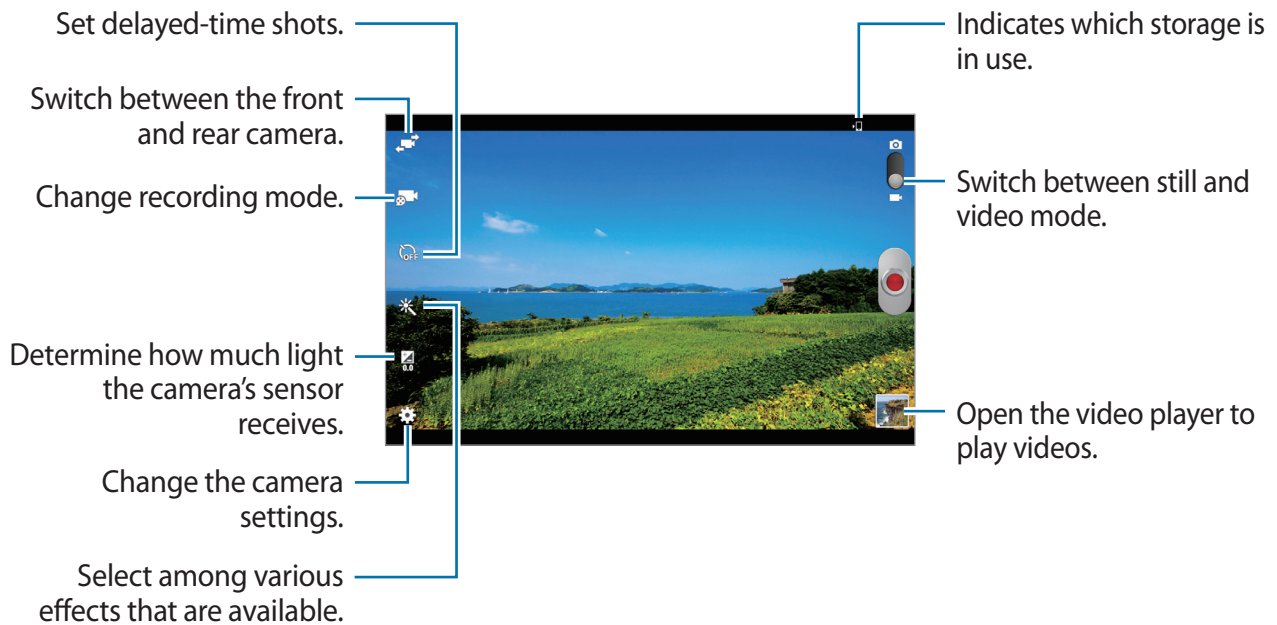 Set delayed-time shots.
Switch between the front
and rear camera.
Change recording mode.
Determine how much light
the camera’s sensor
receives.
Change the camera
settings.
Select among various
effects that are available.
OFF
0.0
Indicates which storage is
in use.
Switch between still and
video mode.
Open the video player to
play videos.